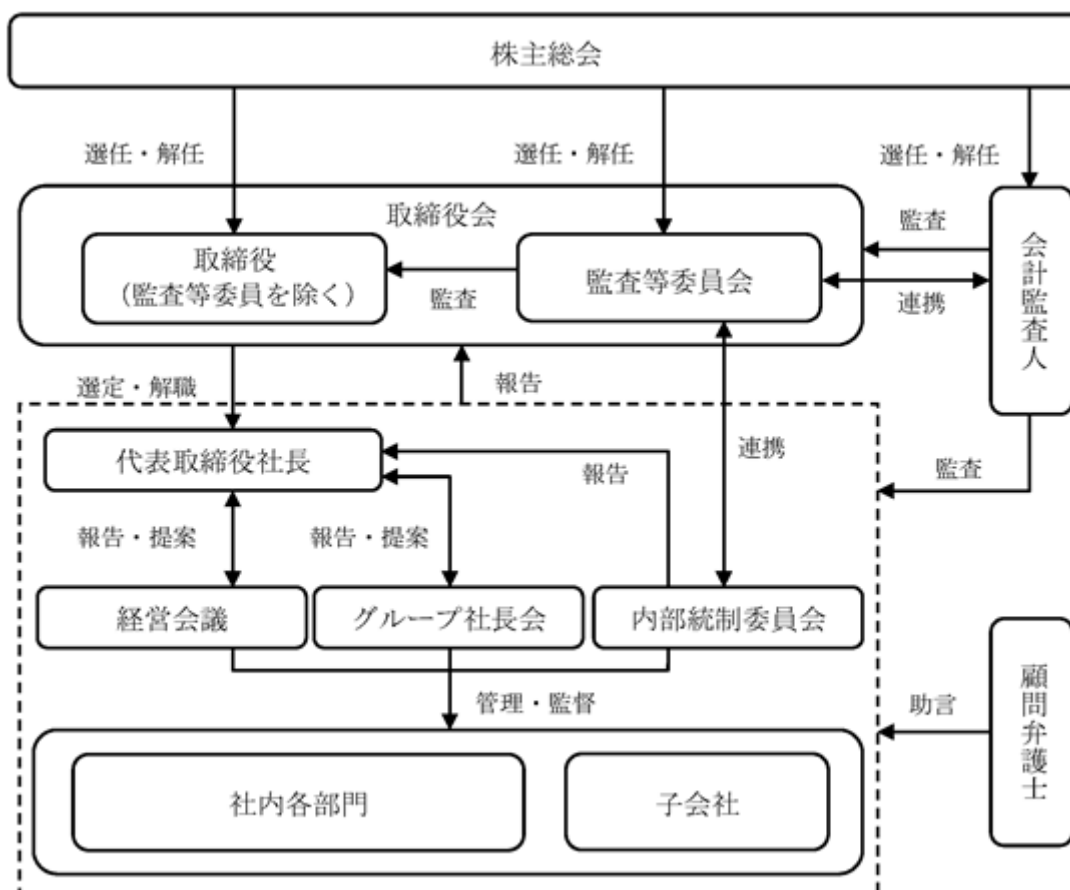 株主総会
選任・解任
選任・解任
選任・解任
取締役会
監査
取締役
（監査等委員を除く）
監査
監査等委員会
連携
会計監査人
選定・解職
報告
代表取締役社長
報告
連携
監査
報告・提案
報告・提案
経営会議
グループ社長会
内部統制委員会
管理・監督
助言
顧問弁護士
社内各部門
子会社